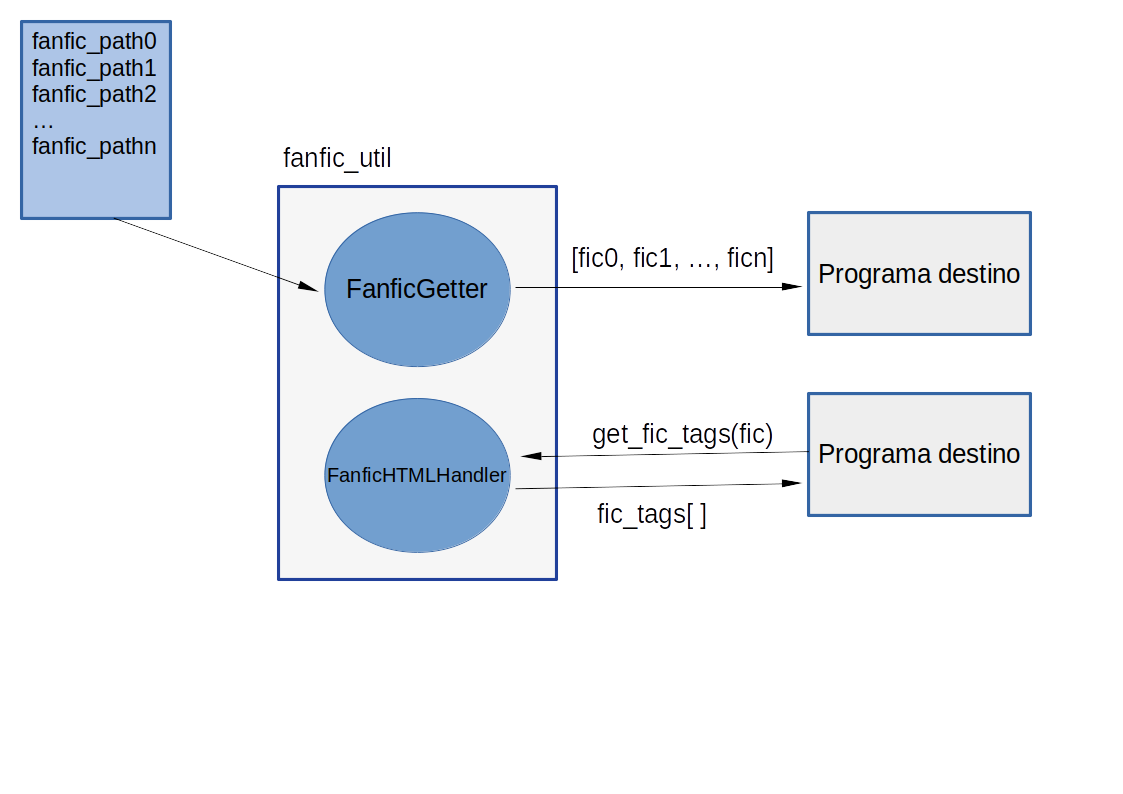 fanfic_path0
fanfic_path1
fanfic_path2
…
fanfic_pathn
fanfic_util
FanficGetter
[fic0, fic1, …, ficn]
Programa destino
get_fic_tags(fic)
Programa destino
FanficHTMLHandler
fic_tags[ ]